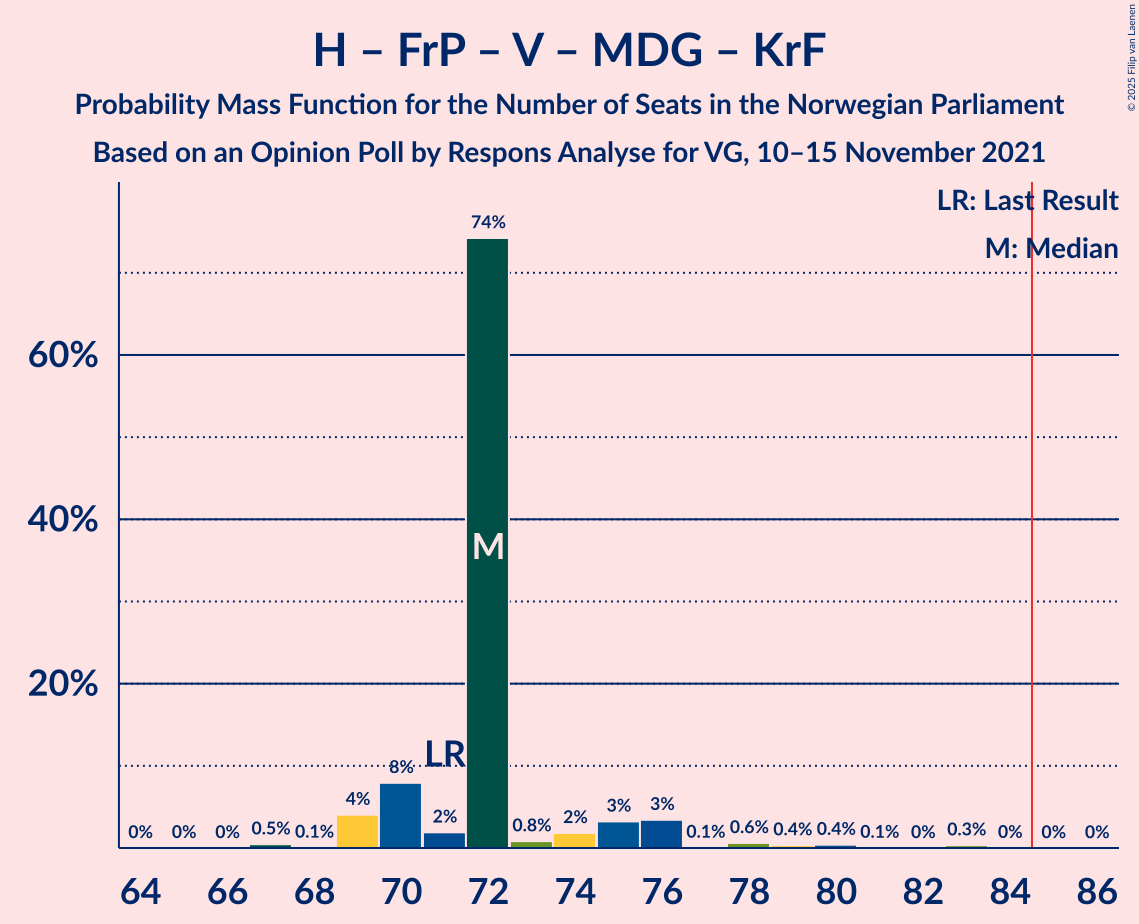 H – FrP – V – MDG – KrF
Probability Mass Function for the Number of Seats in the Norwegian Parliament
Based on an Opinion Poll by Respons Analyse for VG, 10–15 November 2021
© 2025 Filip van Laenen
LR: Last Result
M: Median
74%
60%
40%
M
20%
LR
0% 0% 0% 0.5% 0.1% 4% 8% 2% 0.8% 2% 3% 3% 0.1% 0.6% 0.4% 0.4% 0.1% 0% 0.3% 0% 0% 0%
64 66 68 70 72 74 76 78 80 82 84 86